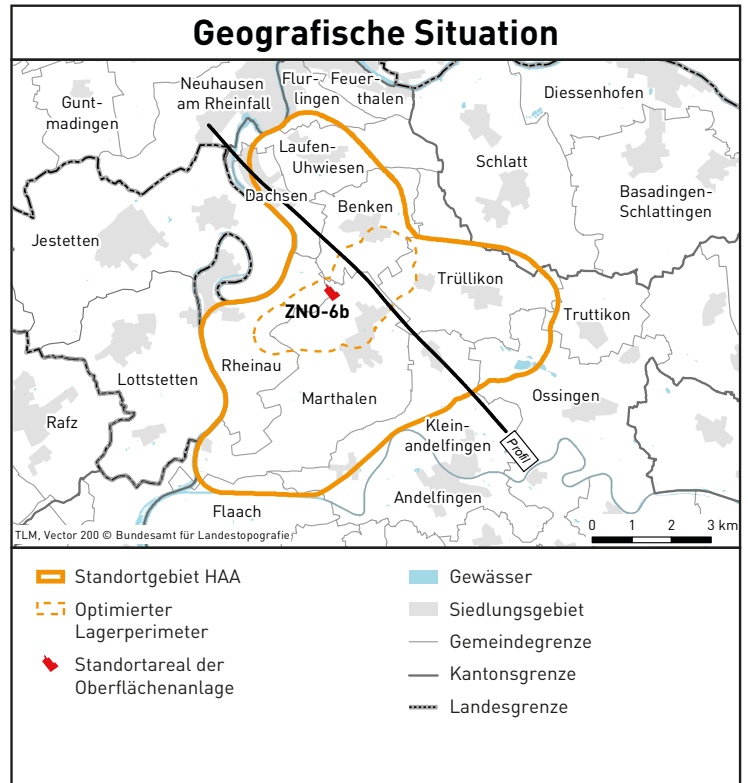 Geografische Situation
Neuhausen
am Rheinfall
Flur-
lingen
Feuer-
thalen
Diessenhofen
Gunt-
madingen
Laufen-
Uhwiesen
Schlatt
Basadingen-
Schlattingen
Dachsen
Benken
Jestetten
Trüllikon
ZNO-6b
Truttikon
Rheinau
Lottstetten
Marthalen
Ossingen
Rafz
Klein-
andelfingen
Profil
Andelfingen
Flaach
0 1 2 3 km
TLM, Vector 200 © Bundesamt für Landestopografie
Standortgebiet HAA
Optimierter
Lagerperimeter
Standortareal der
Oberflächenanlage
Gewässer
Siedlungsgebiet
Gemeindegrenze
Kantonsgrenze
Landesgrenze